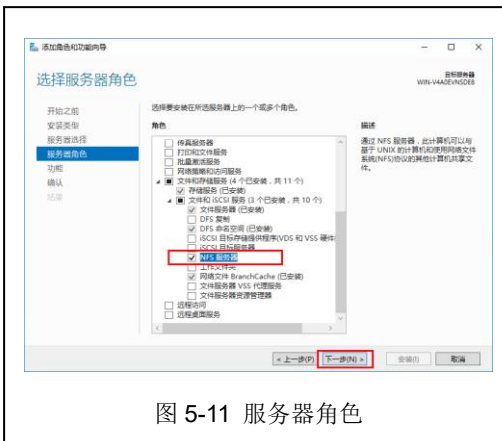 添加角色和功能向导
选择服务器角色
目标服务器
WIN-V4A0EVNSDE8
开始之前
安装类型
服务器选择
服务器角色
功能
确认
结果
选择要安装在所选服务器上的一个或多个角色。
角色
传真服务器
打印和文件服务
批量激活服务
网络策略和访问服务
文件和存储服务 (4 个已安装，共 11 个)
存储服务 (已安装)
文件和 iSCSI 服务 (3 个已安装，共 10 个)
文件服务器 (已安装)
DFS 复制
DFS 命名空间 (已安装)
iSCSI 目标存储提供程序(VDS 和 VSS 硬件
iSCSI 目标服务器
NFS 服务器
工作文件夹
网络文件 BranchCache (已安装)
文件服务器 VSS 代理服务
文件服务器资源管理器
远程访问
远程桌面服务
描述
通过 NFS 服务器，此计算机可以与
基于 UNIX 的计算机和使用网络文件
系统(NFS)协议的其他计算机共享文
件。
< 上一步(P)
下一步(N) >
安装(I)
取消
图 5-11 服务器角色